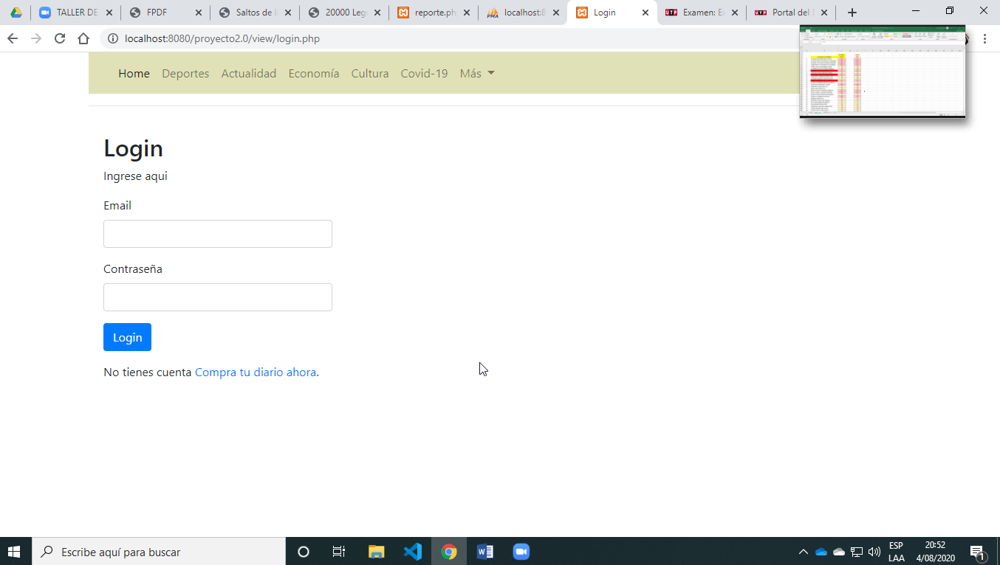 TALLER DE
FPDF
Saltos de
20000 Leg
reporte.ph
localhost:8
Login
Examen: E
Portal del
localhost:8080/proyecto2.0/view/login.php
Home Deportes Actualidad Economía Cultura Covid-19 Más
Login
Ingrese aqui
Email
Contraseña
Login
No tienes cuenta Compra tu diario ahora.
Escribe aquí para buscar
ESP
LAA
20:52
4/08/2020
1